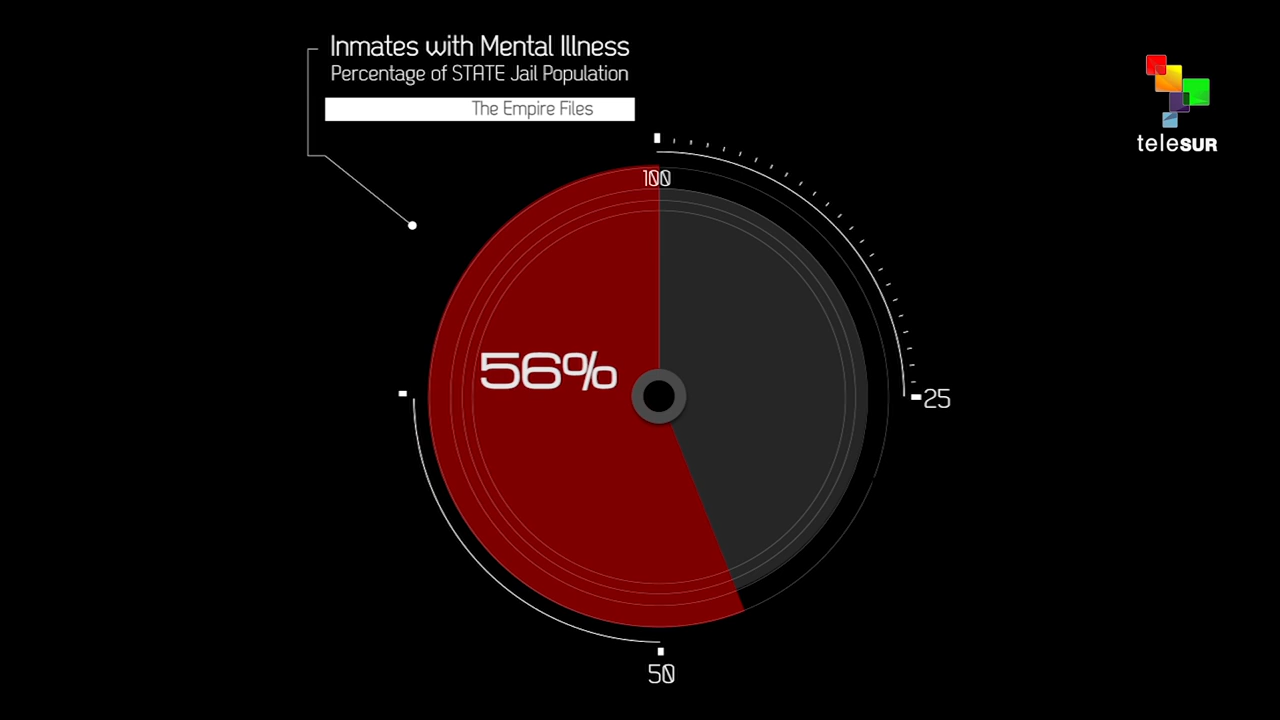 Inmates with Mental Illness
Percentage of STATE Jail Population
The Empire Files
teleSUR
100
56%
25
50